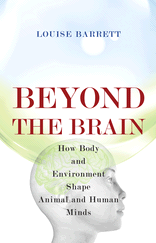 LOUISE BARRETT
BEYOND
THE BRAIN
How Body
and
Environment
Shape
Animal and Human
Minds